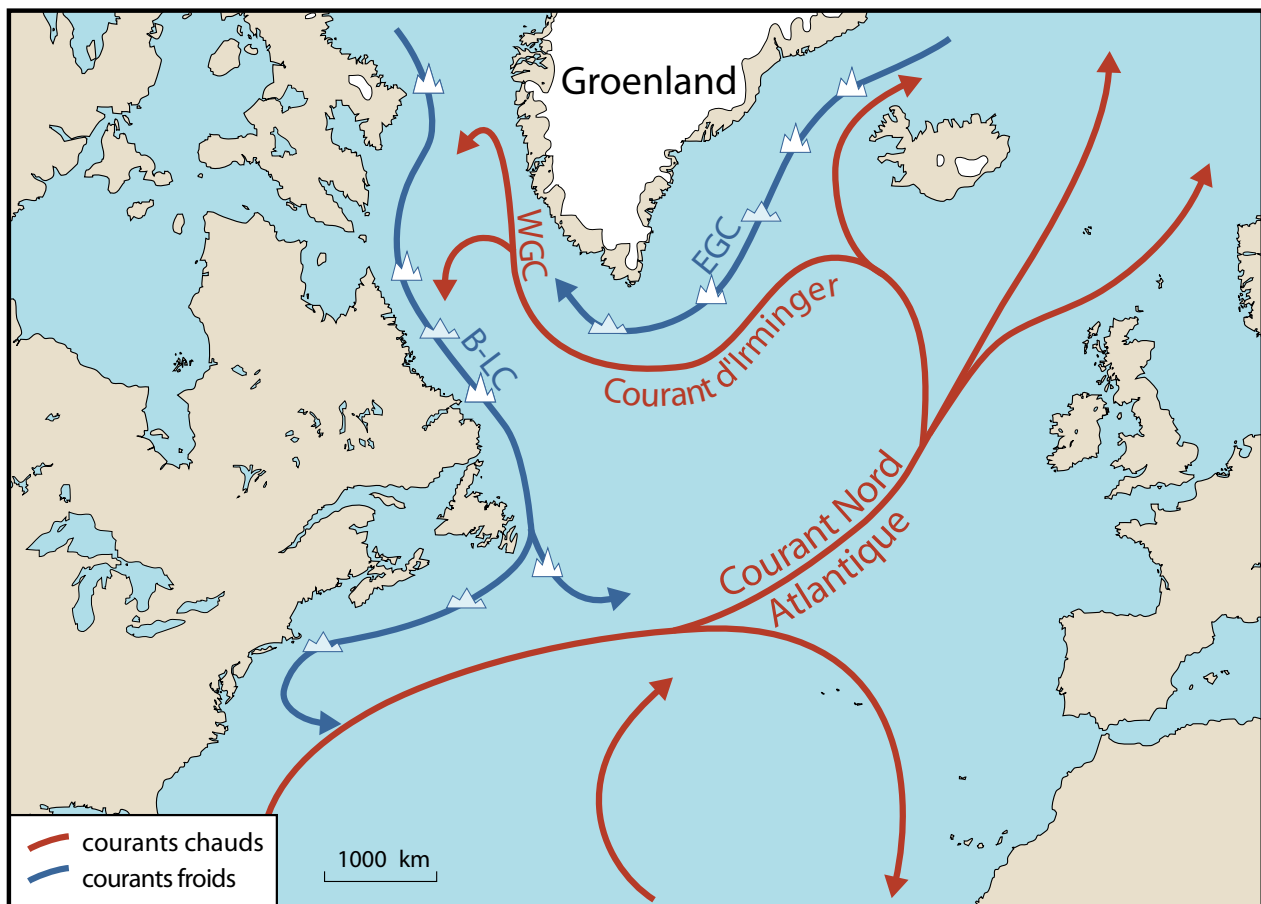 Groenland
WGC
EGC
B-LC
Courant d'Irminger
Courant Nord
Atlantique
courants chauds
courants froids
1000 km